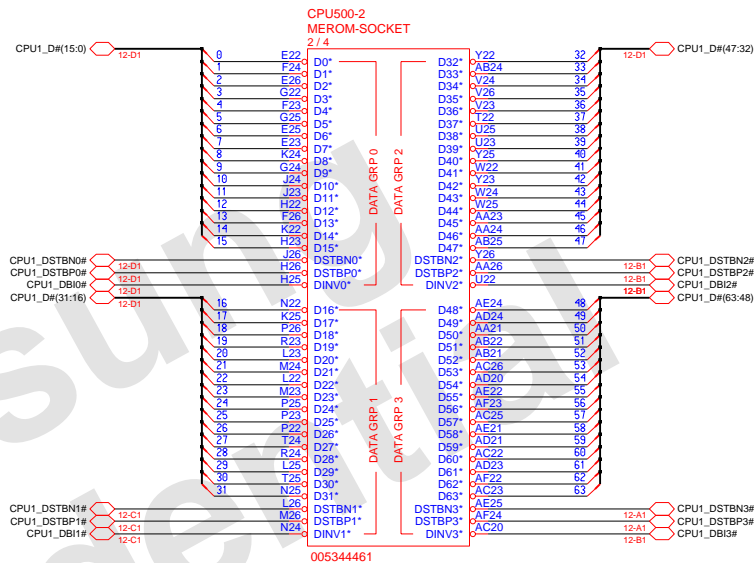 CPU500-2
MEROM-SOCKET
2 / 4
CPU1_D#(15:0) 12-D1 12-D1 CPU1_D#(47:32)
0 E22 D0* D32* Y22 32
1 F24 D1* D33* AB24 33
2 E26 D2* D34* V24 34
3 G22 D3* D35* V26 35
4 F23 D4* D36* V23 36
5 G25 D5* D37* T22 37
6 E25 D6* D38* U25 38
7 E23 D7* D39* U23 39
8 K24 D8* D40* Y25 40
9 G24 D9* D41* W22 41
10 J24 D10* D42* Y23 42
11 J23 D11* D43* W24 43
12 H22 D12* D44* W25 44
13 F26 D13* D45* AA23 45
14 K22 D14* D46* AA24 46
15 H23 D15* D47* AB25 47
DATA GRP 0 DATA GRP 2
CPU1_DSTBN0# 12-D1 J26 DSTBN0* DSTBN2* Y26 12-B1 CPU1_DSTBN2#
CPU1_DSTBP0# 12-D1 H26 DSTBP0* DSTBP2* AA26 12-B1 CPU1_DSTBP2#
CPU1_DBI0# 12-D1 H25 DINV0* DINV2* U22 12-B1 CPU1_DBI2#
CPU1_D#(31:16) 12-D1 12-B1 CPU1_D#(63:48)
16 N22 D16* D48* AE24 48
17 K25 D17* D49* AD24 49
18 P26 D18* D50* AA21 50
19 R23 D19* D51* AB22 51
20 L23 D20* D52* AB21 52
21 M24 D21* D53* AC26 53
22 L22 D22* D54* AD20 54
23 M23 D23* D55* AE22 55
24 P25 D24* D56* AF23 56
25 P23 D25* D57* AC25 57
26 P22 D26* D58* AE21 58
27 T24 D27* D59* AD21 59
28 R24 D28* D60* AC22 60
29 L25 D29* D61* AD23 61
30 T25 D30* D62* AF22 62
31 N25 D31* D63* AC23 63
DATA GRP 1 DATA GRP 3
CPU1_DSTBN1# 12-C1 L26 DSTBN1* DSTBN3* AE25 12-A1 CPU1_DSTBN3#
CPU1_DSTBP1# 12-C1 M26 DSTBP1* DSTBP3* AF24 12-A1 CPU1_DSTBP3#
CPU1_DBI1# 12-C1 N24 DINV1* DINV3* AC20 12-B1 CPU1_DBI3#
005344461
sung
dential